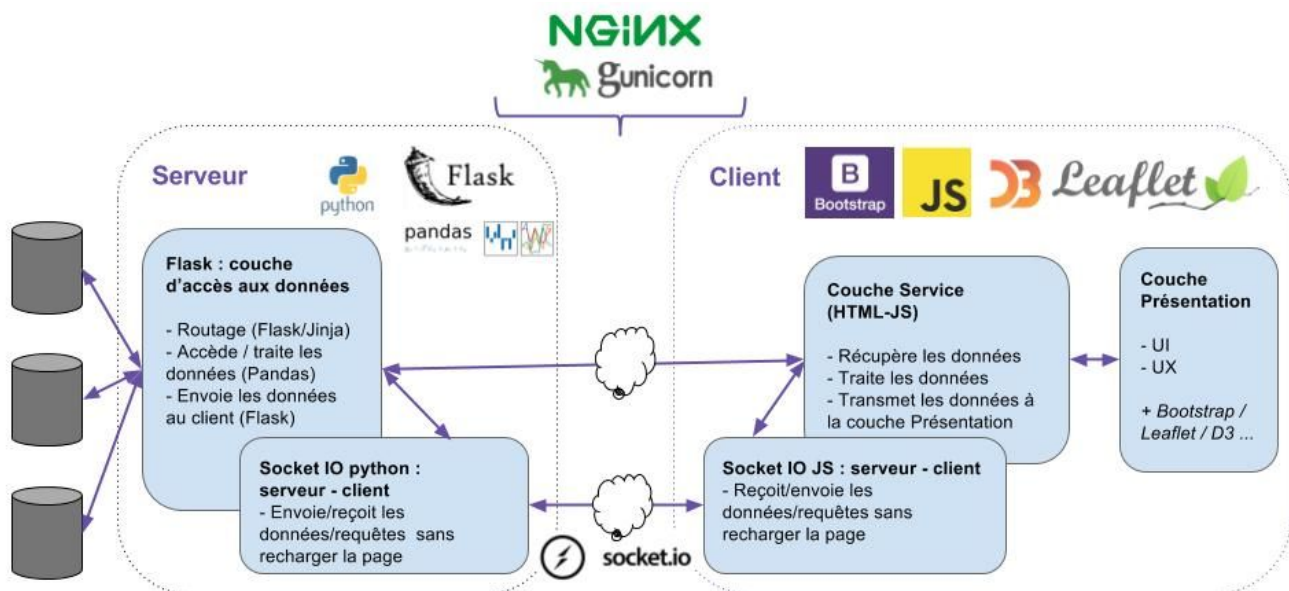 NGINX
gunicorn
Serveur
python
Flask
pandas
Client
B
Bootstrap
JS
D3
Leaflet
Flask : couche
d'accès aux données
- Routage (Flask/Jinja)
- Accède / traite les
données (Pandas)
- Envoie les données
au client (Flask)
Socket IO python :
serveur - client
- Envoie/reçoit les
données/requêtes sans
recharger la page
socket.io
Couche Service
(HTML-JS)
- Récupère les données
- Traite les données
- Transmet les données à
la couche Présentation
Socket IO JS : serveur - client
- Reçoit/envoie les
données/requêtes sans
recharger la page
Couche
Présentation
- UI
- UX
+ Bootstrap /
Leaflet / D3 ...